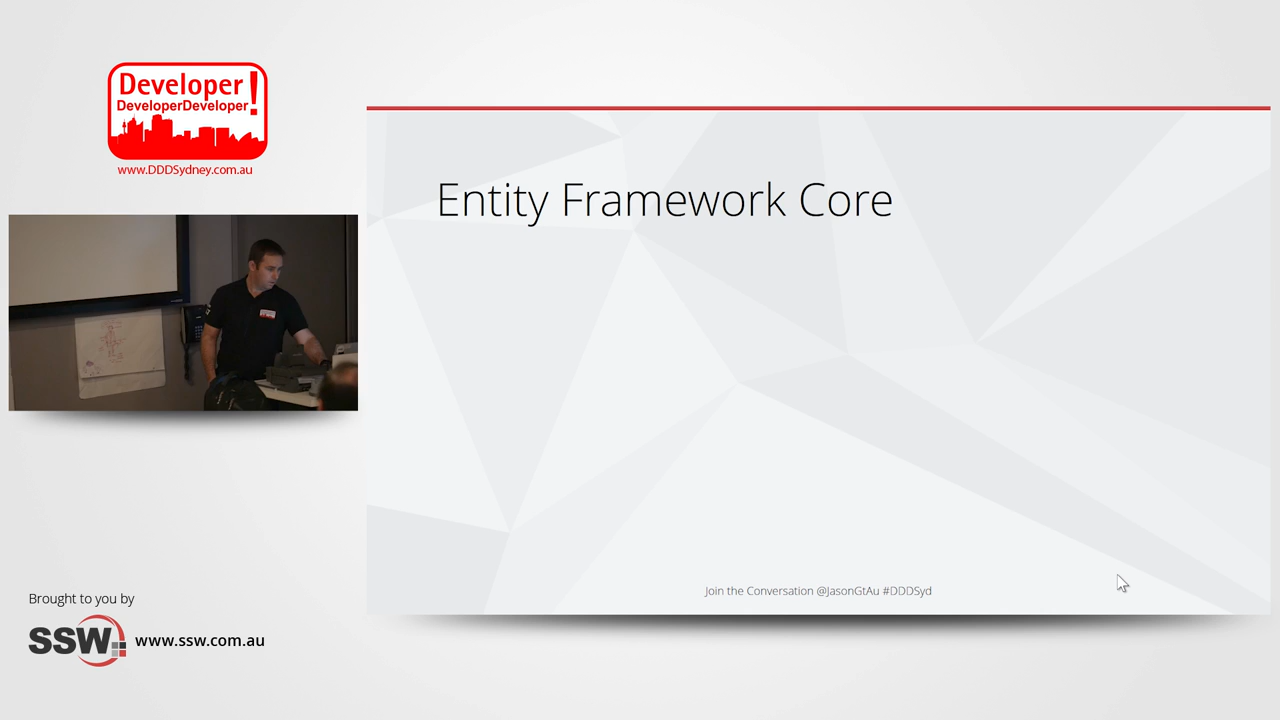 Developer!
DeveloperDeveloper
www.DDDSydney.com.au
Entity Framework Core
Join the Conversation @JasonGtAu #DDDSyd
Brought to you by
SSW www.ssw.com.au